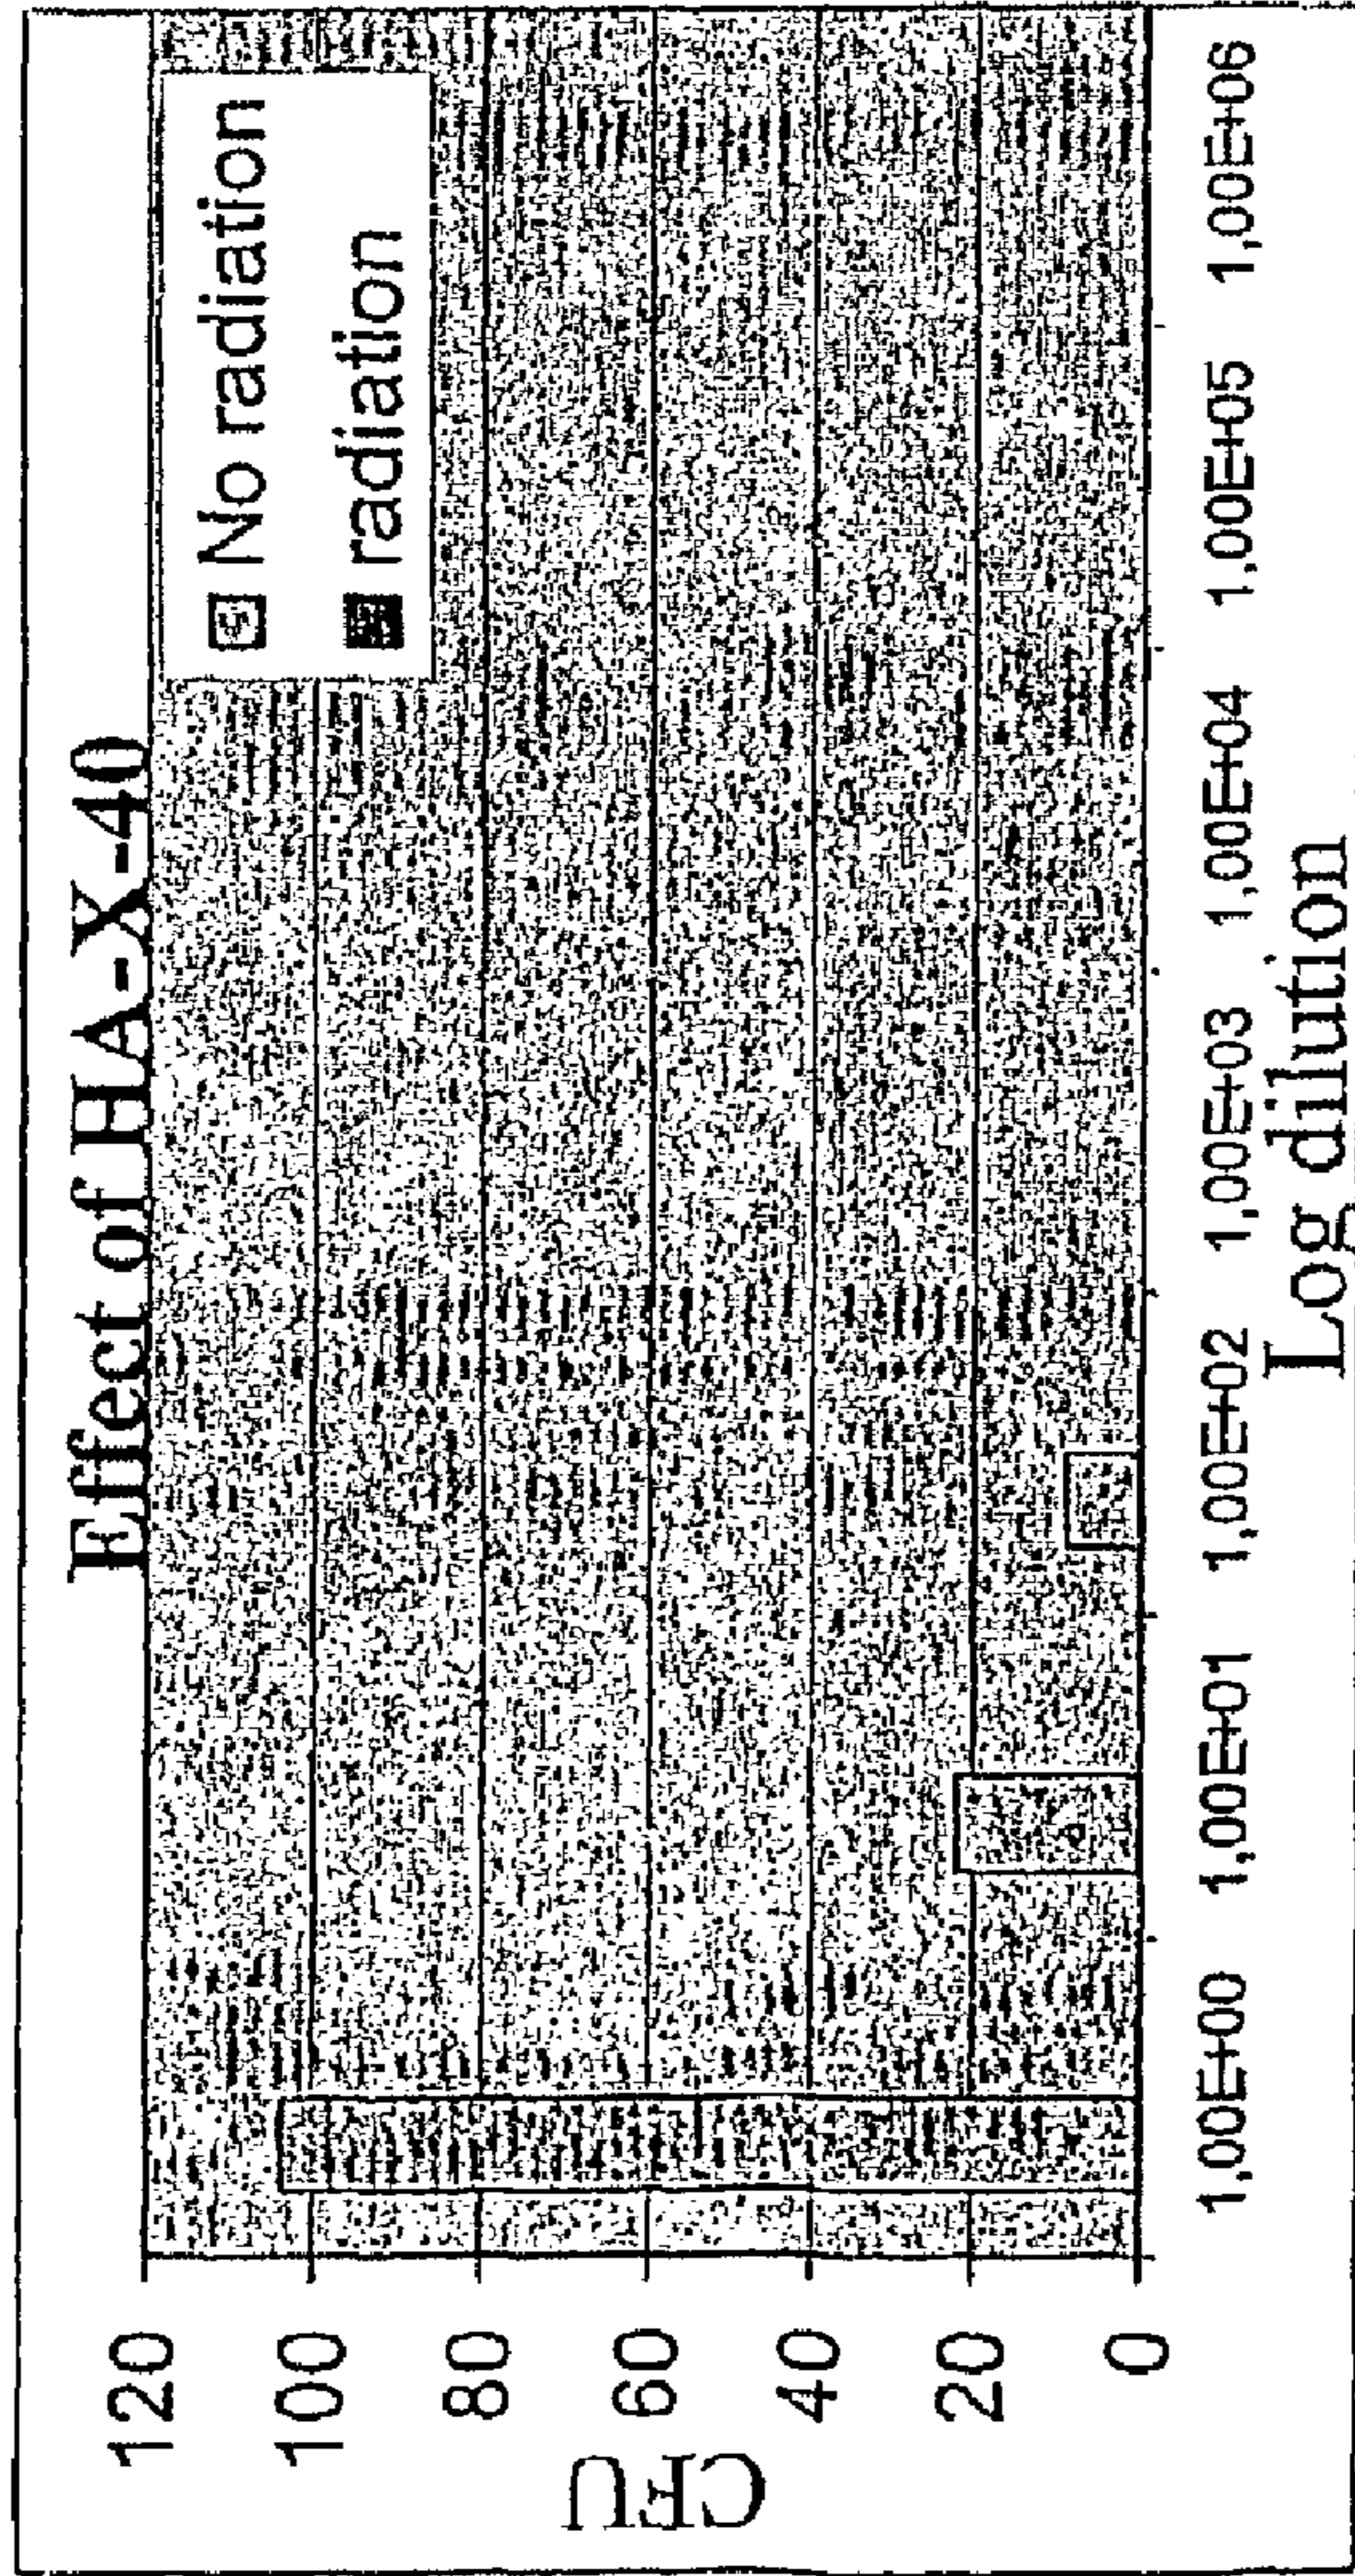 Effect of HA-X-40
No radiation
radiation
120
100
80
60
40
20
0
CFU
1,00E+00 1,00E+01 1,00E+02 1,00E+03 1,00E+04 1,00E+05 1,00E+06
Log dilution